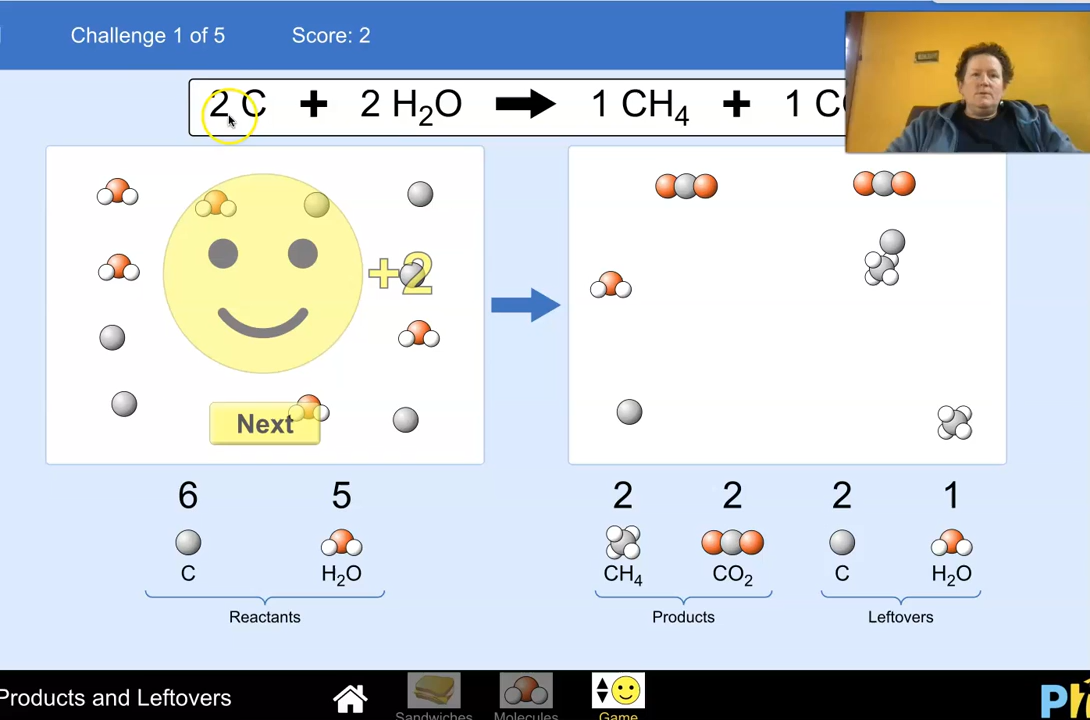 Challenge 1 of 5 Score: 2
2 C + 2 H₂O → 1 CH₄ + 1
+2
Next
6 5 2 2 2 1
C H₂O CH₄ CO₂ C H₂O
Reactants Products Leftovers
Products and Leftovers
Sandwiches Molecules Game